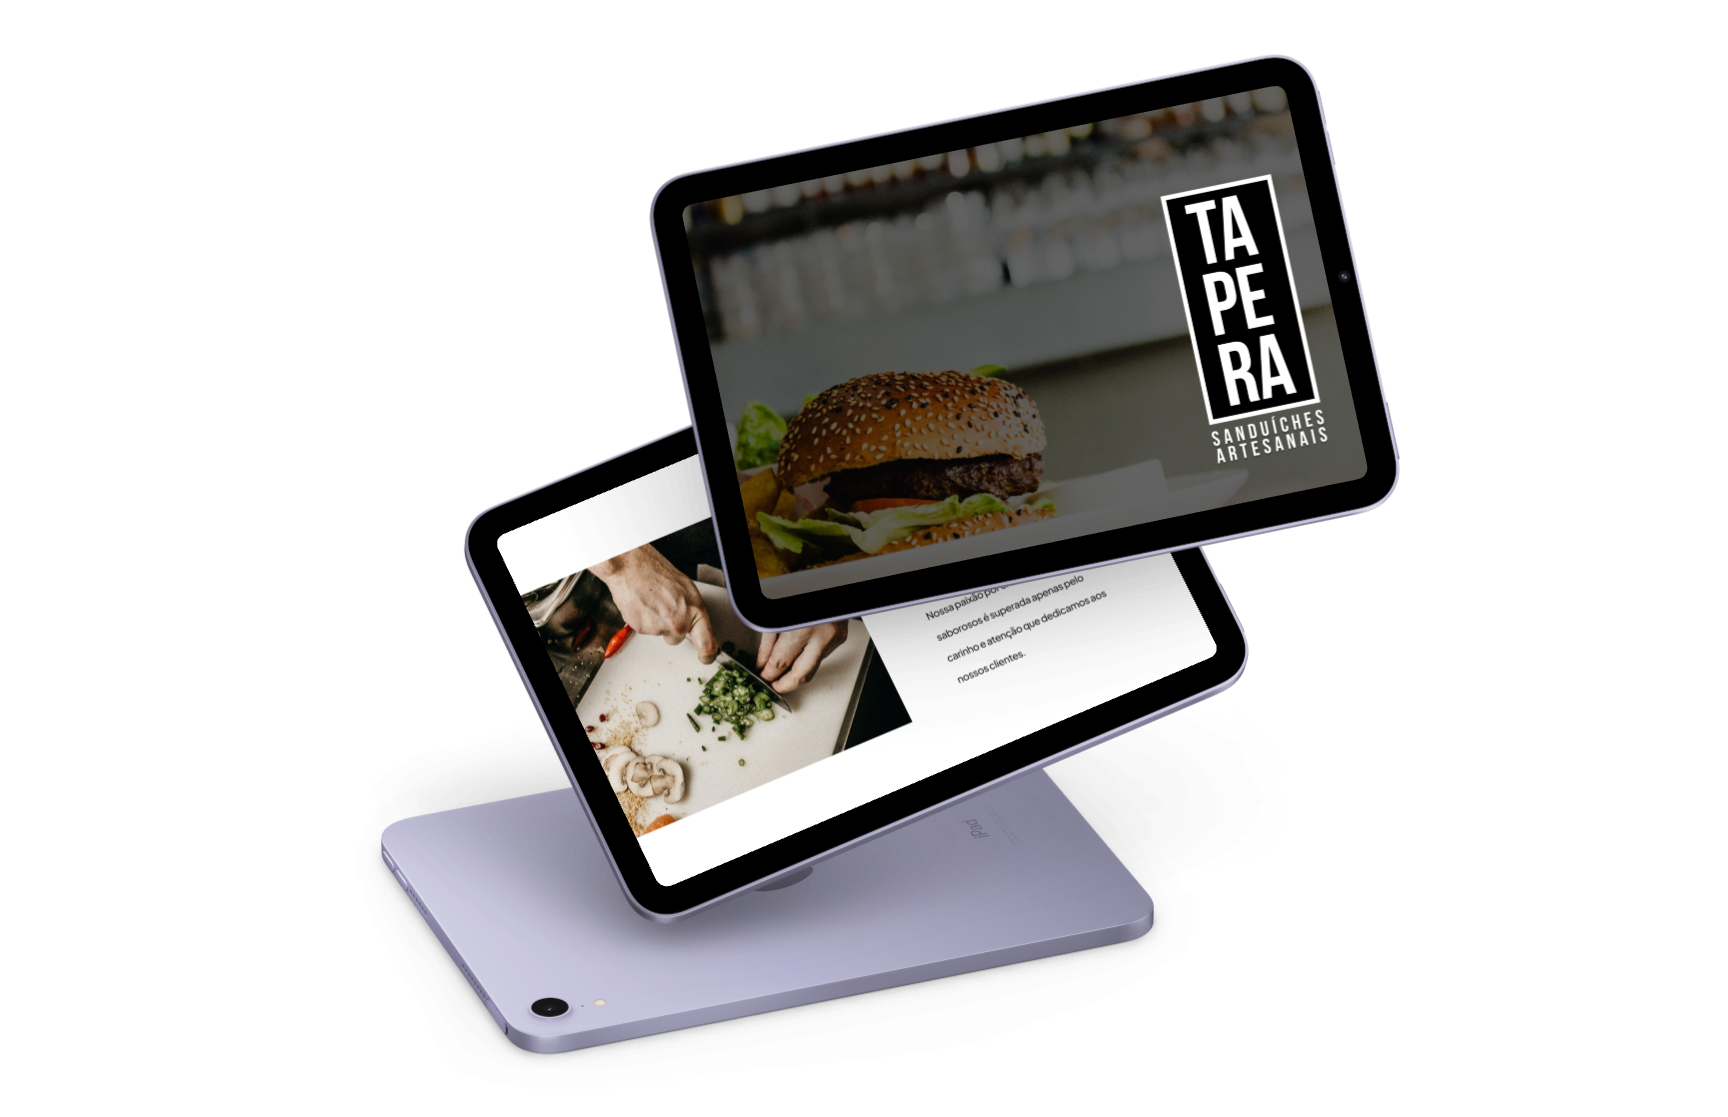 TA
PE
RA
SANDUÍCHES
ARTESANAIS
Nossa paixão por
saborosos é superada apenas pelo
carinho e atenção que dedicamos aos
nossos clientes.
iPad